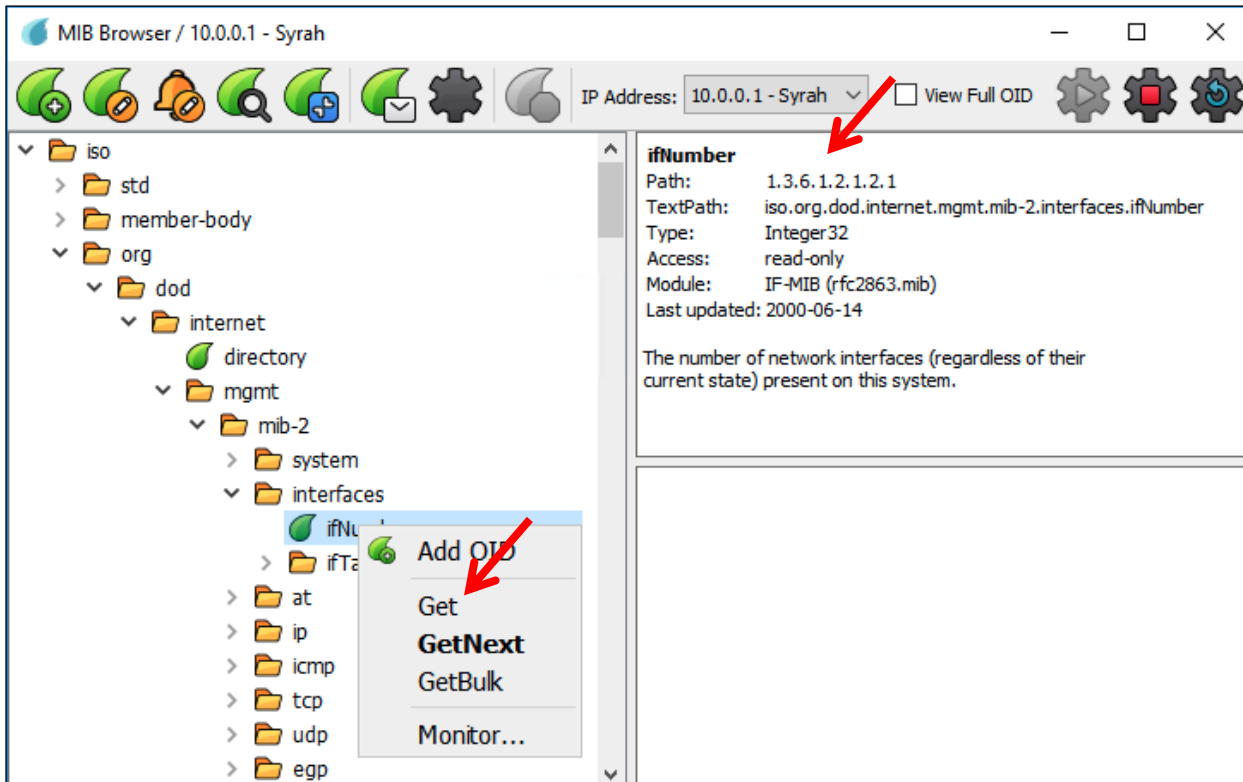 MIB Browser / 10.0.0.1 - Syrah
IP Address: 10.0.0.1 - Syrah View Full OID
iso
std
member-body
org
dod
internet
directory
mgmt
mib-2
system
interfaces
at
ip
icmp
tcp
udp
egp
Add OID
Get
GetNext
GetBulk
Monitor...
ifNumber
Path: 1.3.6.1.2.1.2.1
TextPath: iso.org.dod.internet.mgmt.mib-2.interfaces.ifNumber
Type: Integer32
Access: read-only
Module: IF-MIB (rfc2863.mib)
Last updated: 2000-06-14
The number of network interfaces (regardless of their
current state) present on this system.